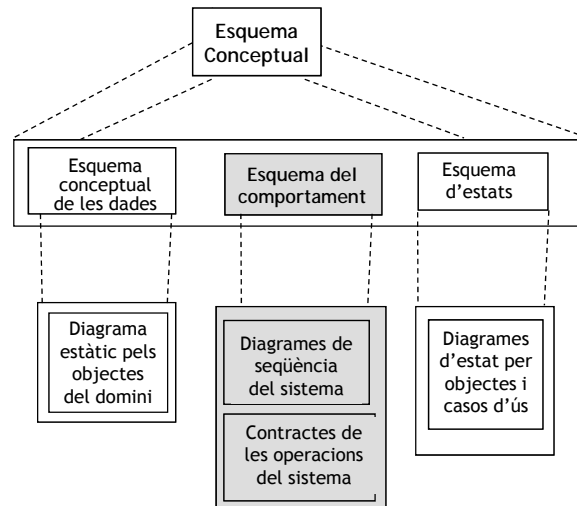 Esquema
Conceptual
Esquema
conceptual
de les dades
Esquema del
comportament
Esquema
d'estats
Diagrama
estàtic pels
objectes
del domini
Diagrames de
seqüència
del sistema
Contractes de
les operacions
del sistema
Diagrames
d'estat per
objectes i
casos d'ús